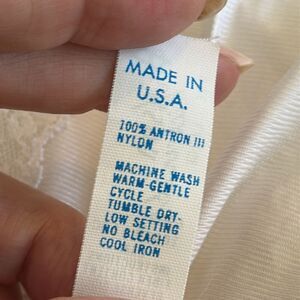 MADE IN
U.S.A.
100% ANTRON III
NYLON
MACHINE WASH
WARM-GENTLE
CYCLE
TUMBLE DRY-
LOW SETTING
NO BLEACH
COOL IRON